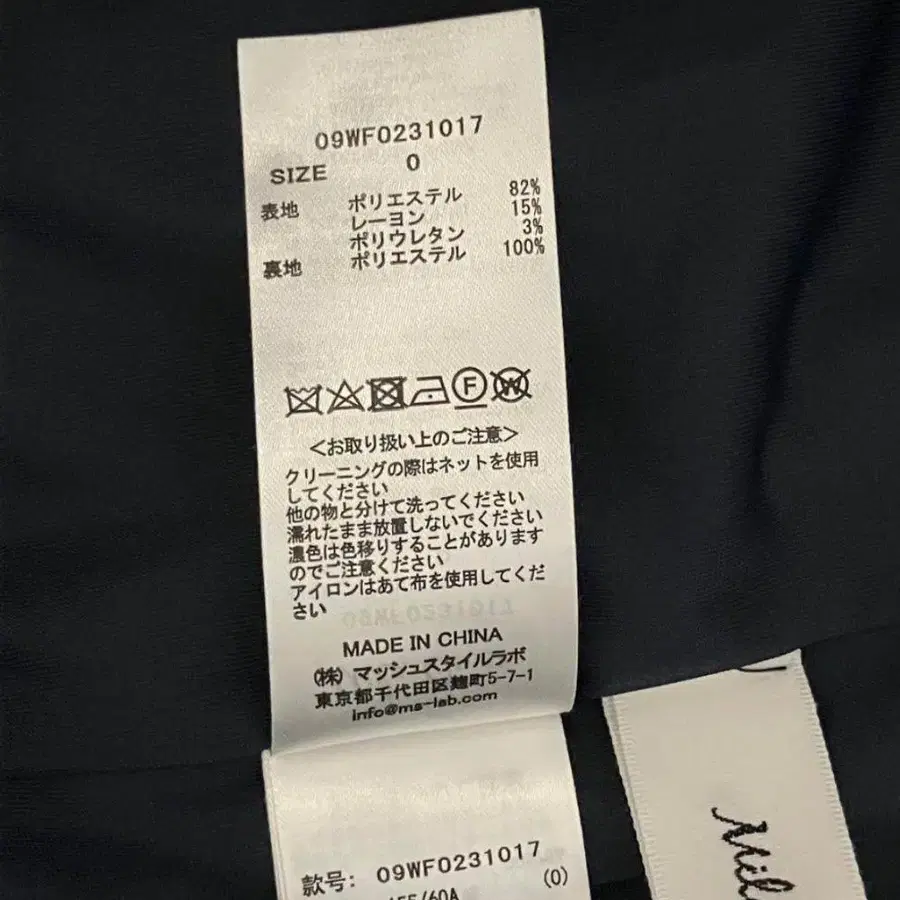 09WF0231017
SIZE 0
表地 ポリエステル 82%
レーヨン 15%
ポリウレタン 3%
裏地 ポリエステル 100%
F W
<お取り扱い上のご注意>
クリーニングの際はネットを使用
してください
他の物と分けて洗ってください
濡れたまま放置しないでください
濃色は色移りすることがあります
のでご注意ください
アイロンはあて布を使用してくだ
さい
MADE IN CHINA
(株) マッシュスタイルラボ
東京都千代田区麹町5-7-1
info@ms-lab.com
款号: 09WF0231017
(0)